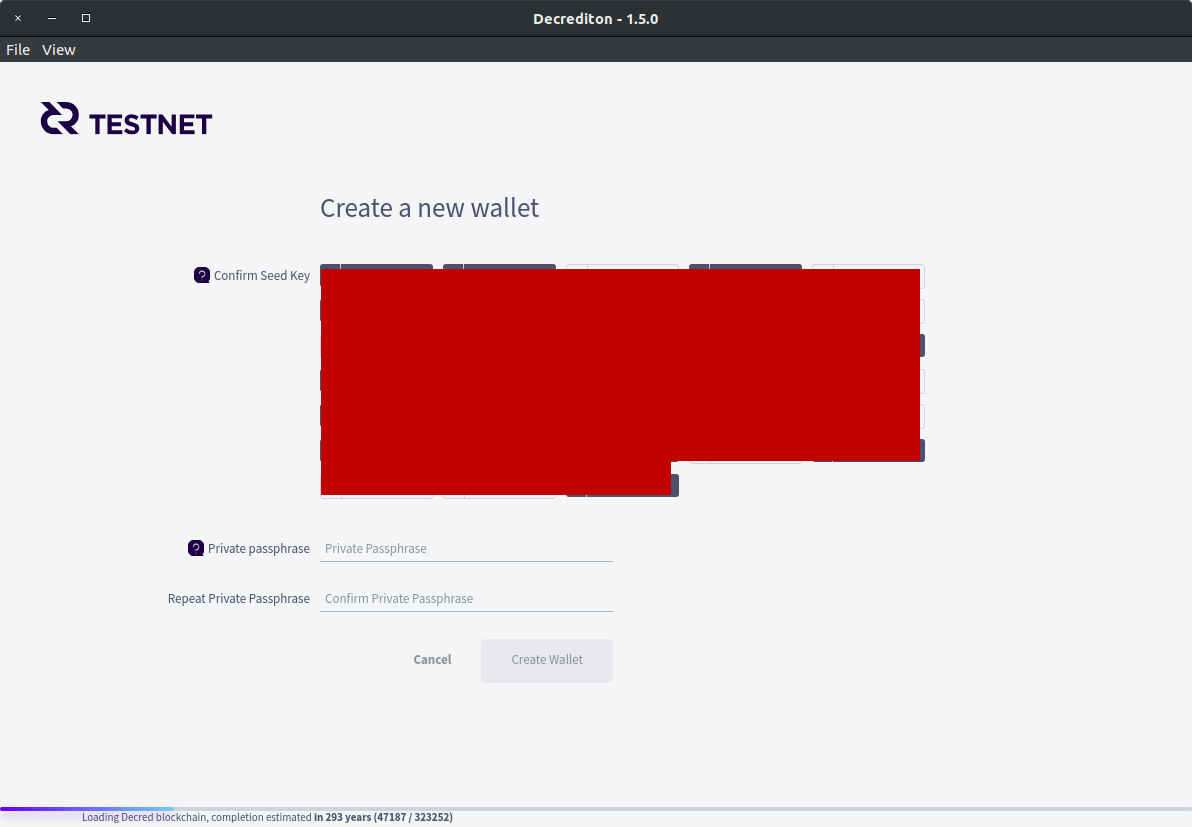 Decrediton - 1.5.0
File View
TESTNET
Create a new wallet
? Confirm Seed Key
? Private passphrase Private Passphrase
Repeat Private Passphrase Confirm Private Passphrase
Cancel Create Wallet
Loading Decred blockchain, completion estimated in 293 years (47187 / 323252)